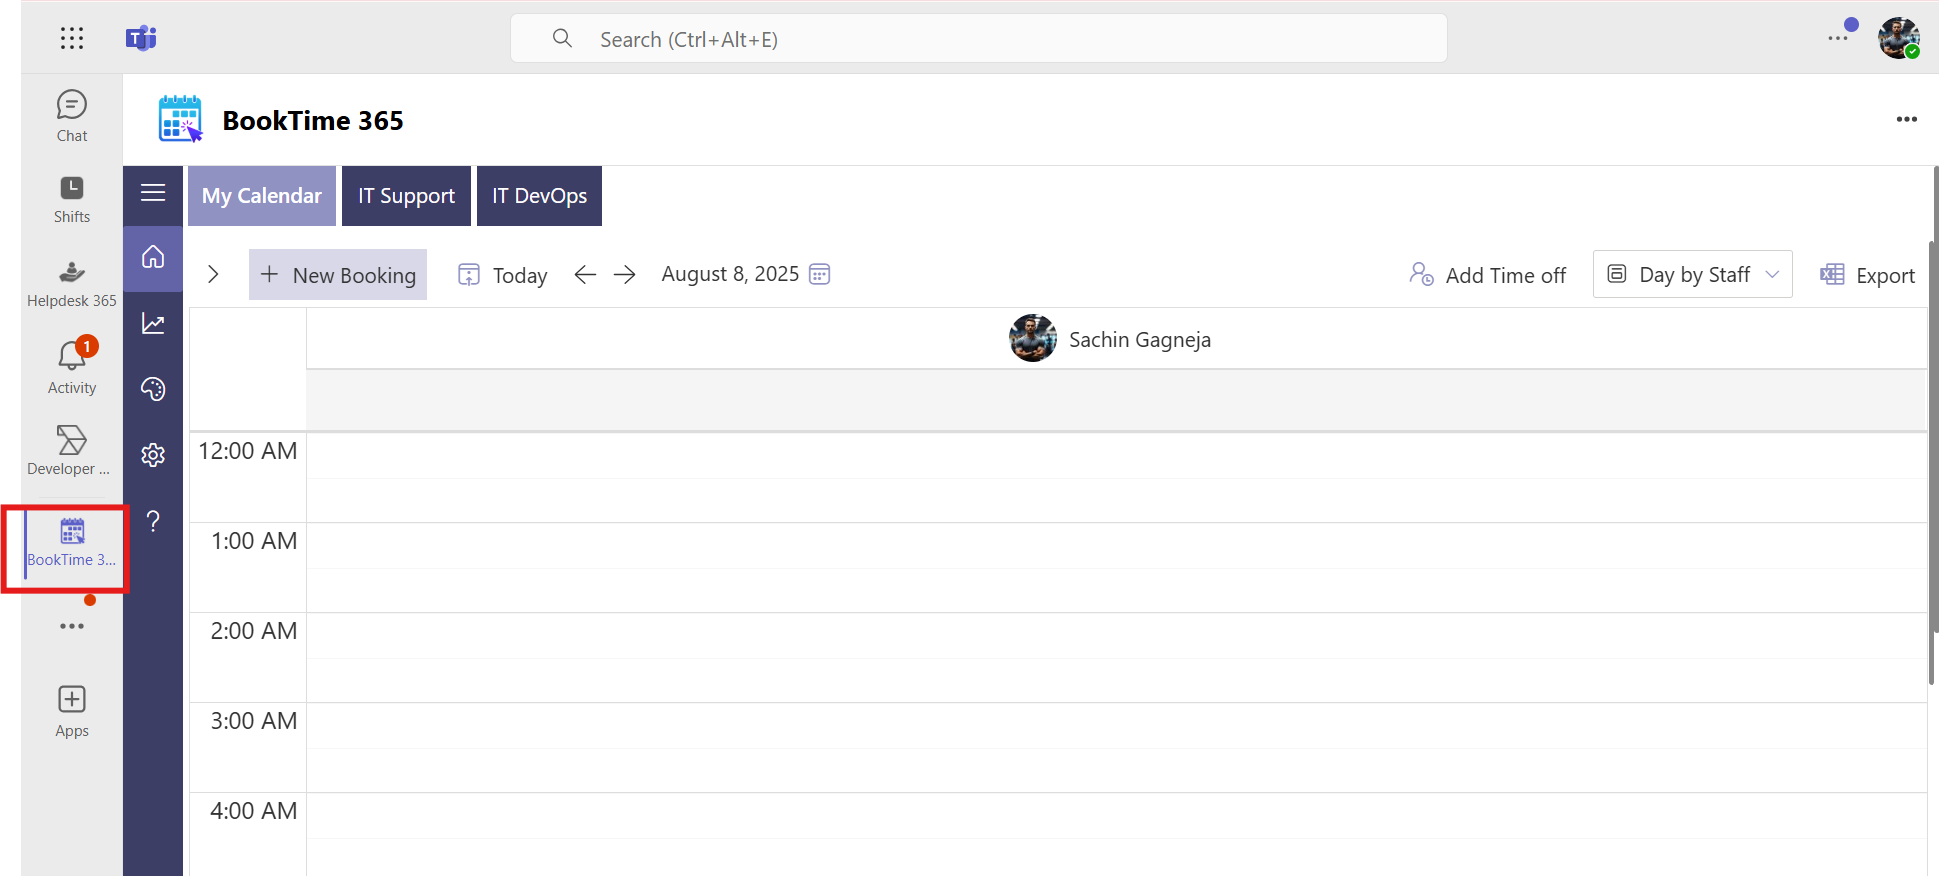 Search (Ctrl+Alt+E)
Chat
Shifts
Helpdesk 365
1
Activity
Developer ...
BookTime 3...
Apps
BookTime 365
My Calendar
IT Support
IT DevOps
New Booking
Today
August 8, 2025
Add Time off
Day by Staff
Export
Sachin Gagneja
12:00 AM
1:00 AM
2:00 AM
3:00 AM
4:00 AM